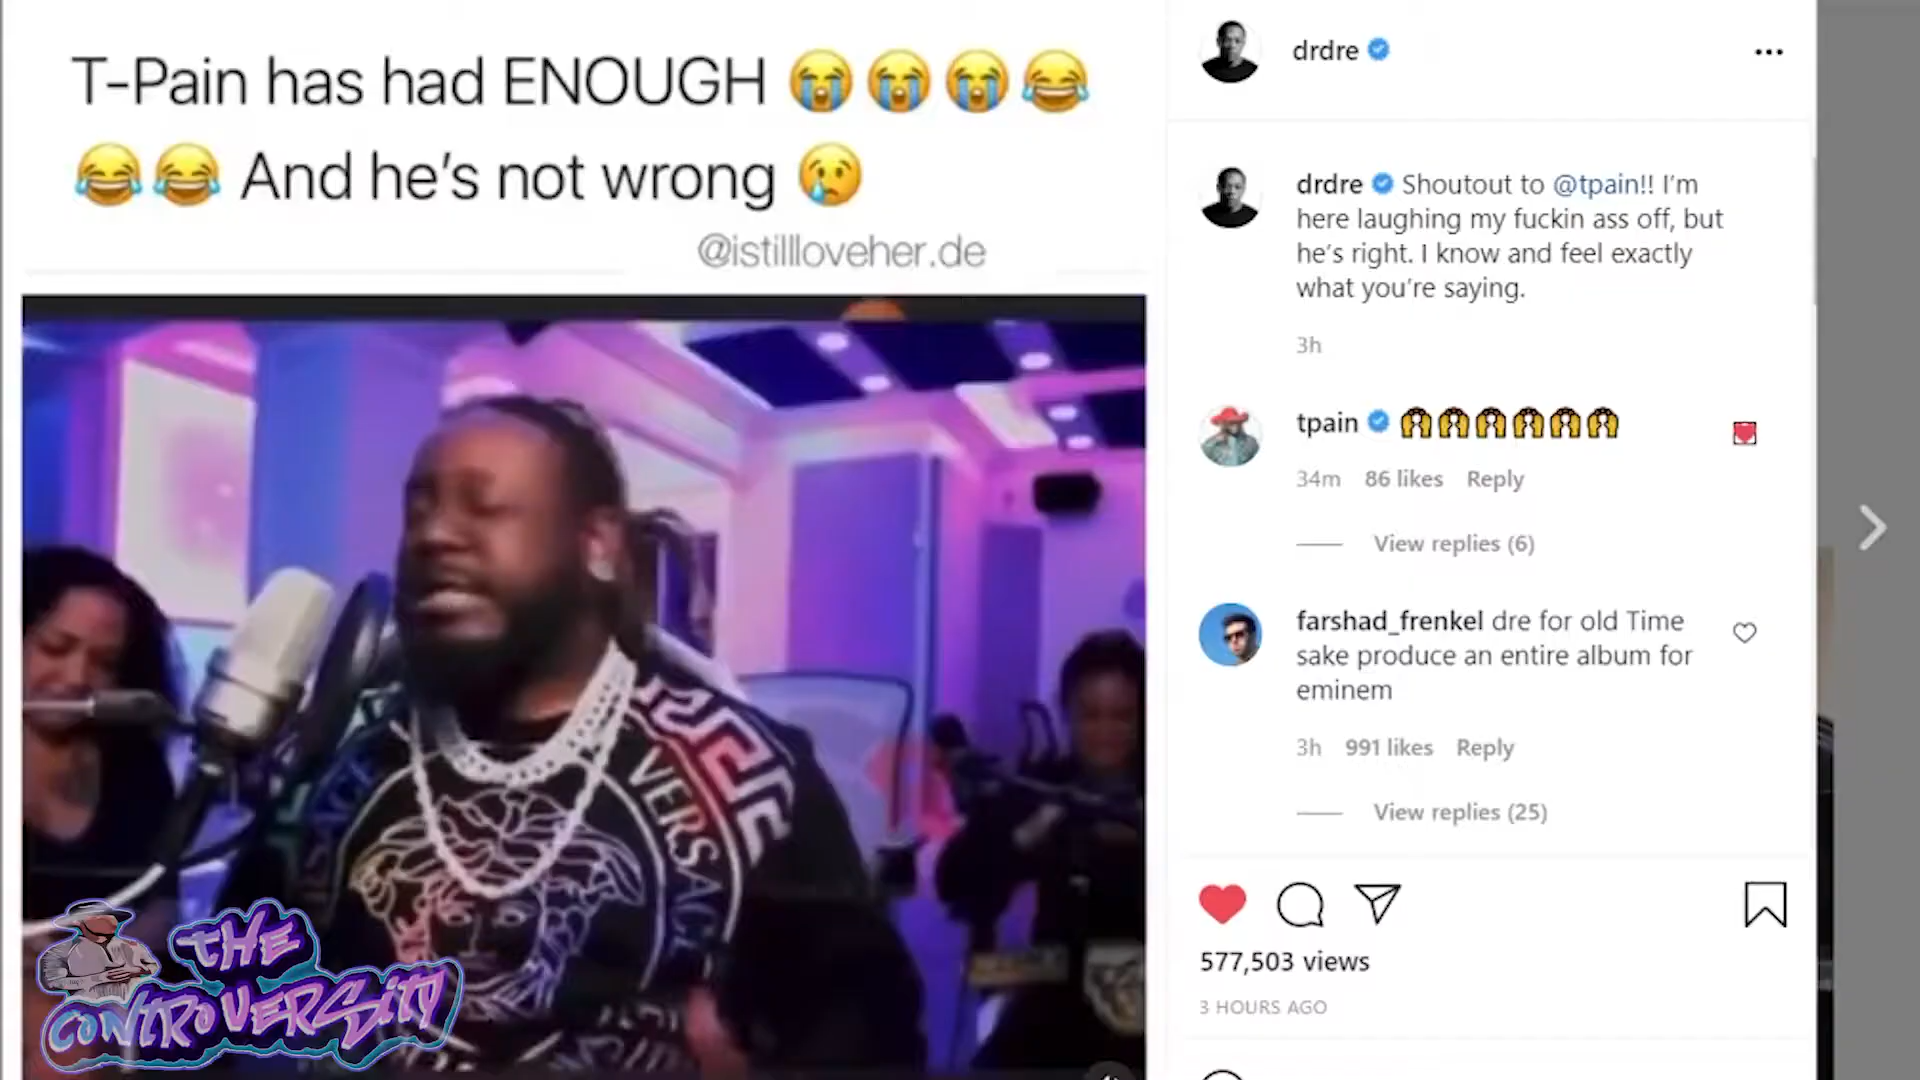 T-Pain has had ENOUGH 😭😭😭😂
😂😂 And he's not wrong 😢
@istillloveher.de
VERSACE
THE
CONTROVERSITY
drdre
drdre Shoutout to @tpain!! I'm
here laughing my fuckin ass off, but
he's right. I know and feel exactly
what you're saying.
3h
tpain 🙌🙌🙌🙌🙌🙌
34m 86 likes Reply
View replies (6)
farshad_frenkel dre for old Time
sake produce an entire album for
eminem
3h 991 likes Reply
View replies (25)
577,503 views
3 HOURS AGO